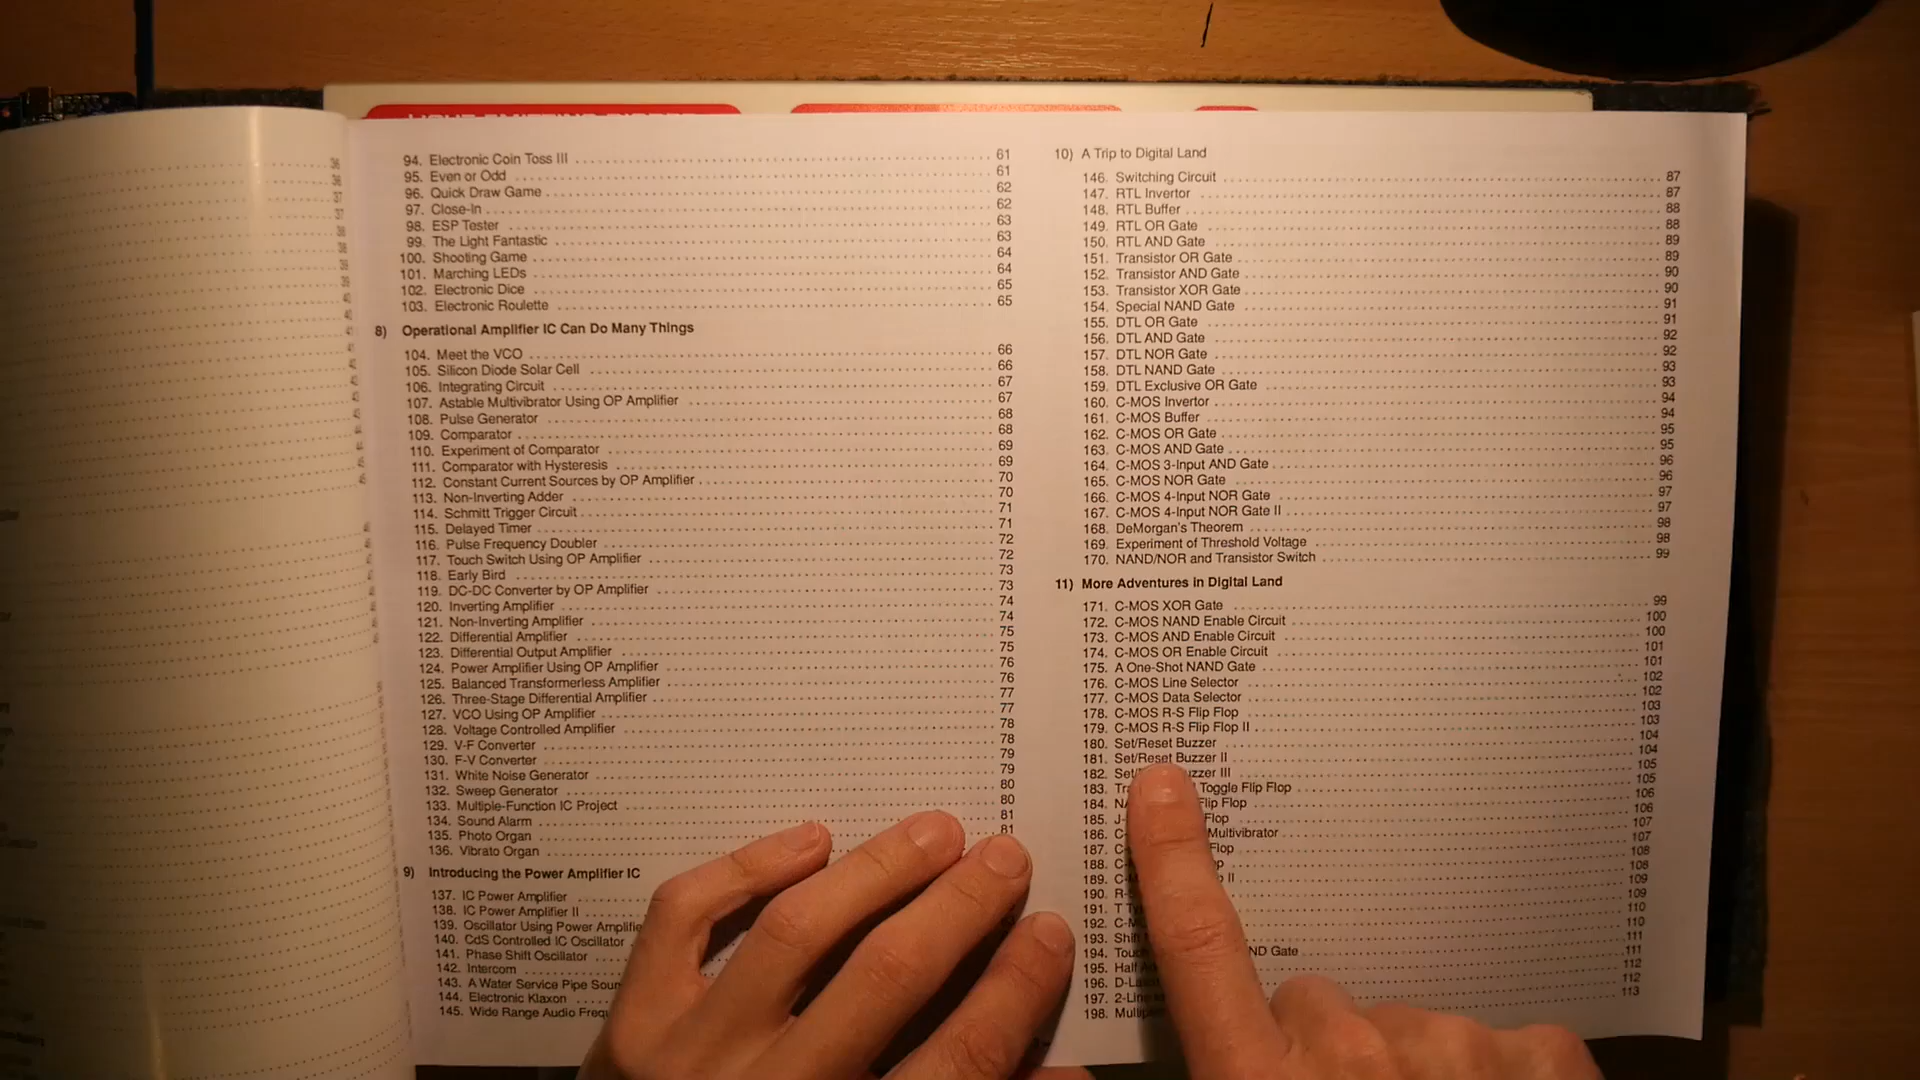 94. Electronic Coin Toss III 61
95. Even or Odd 61
96. Quick Draw Game 62
97. Close-In 62
98. ESP Tester 63
99. The Light Fantastic 63
100. Shooting Game 64
101. Marching LEDs 64
102. Electronic Dice 65
103. Electronic Roulette 65
8) Operational Amplifier IC Can Do Many Things
104. Meet the VCO 66
105. Silicon Diode Solar Cell 66
106. Integrating Circuit 67
107. Astable Multivibrator Using OP Amplifier 67
108. Pulse Generator 68
109. Comparator 68
110. Experiment of Comparator 69
111. Comparator with Hysteresis 69
112. Constant Current Sources by OP Amplifier 70
113. Non-Inverting Adder 70
114. Schmitt Trigger Circuit 71
115. Delayed Timer 71
116. Pulse Frequency Doubler 72
117. Touch Switch Using OP Amplifier 72
118. Early Bird 73
119. DC-DC Converter by OP Amplifier 73
120. Inverting Amplifier 74
121. Non-Inverting Amplifier 74
122. Differential Amplifier 75
123. Differential Output Amplifier 75
124. Power Amplifier Using OP Amplifier 76
125. Balanced Transformerless Amplifier 76
126. Three-Stage Differential Amplifier 77
127. VCO Using OP Amplifier 77
128. Voltage Controlled Amplifier 78
129. V-F Converter 78
130. F-V Converter 79
131. White Noise Generator 79
132. Sweep Generator 80
133. Multiple-Function IC Project 80
134. Sound Alarm 81
135. Photo Organ 81
136. Vibrato Organ
9) Introducing the Power Amplifier IC
137. IC Power Amplifier
138. IC Power Amplifier II
139. Oscillator Using Power
140. CdS Controlled IC Oscillator
141. Phase Shift Oscillator
142. Intercom
143. A Water Service Pipe
144. Electronic Klaxon
145. Wide Range Audio
10) A Trip to Digital Land
146. Switching Circuit 87
147. RTL Invertor 87
148. RTL Buffer 88
149. RTL OR Gate 88
150. RTL AND Gate 89
151. Transistor OR Gate 89
152. Transistor AND Gate 90
153. Transistor XOR Gate 90
154. Special NAND Gate 91
155. DTL OR Gate 91
156. DTL AND Gate 92
157. DTL NOR Gate 92
158. DTL NAND Gate 93
159. DTL Exclusive OR Gate 93
160. C-MOS Invertor 94
161. C-MOS Buffer 94
162. C-MOS OR Gate 95
163. C-MOS AND Gate 95
164. C-MOS 3-Input AND Gate 96
165. C-MOS NOR Gate 96
166. C-MOS 4-Input NOR Gate 97
167. C-MOS 4-Input NOR Gate II 97
168. DeMorgan's Theorem 98
169. Experiment of Threshold Voltage 98
170. NAND/NOR and Transistor Switch 99
11) More Adventures in Digital Land
171. C-MOS XOR Gate 99
172. C-MOS NAND Enable Circuit 100
173. C-MOS AND Enable Circuit 100
174. C-MOS OR Enable Circuit 101
175. A One-Shot NAND Gate 101
176. C-MOS Line Selector 102
177. C-MOS Data Selector 102
178. C-MOS R-S Flip Flop 103
179. C-MOS R-S Flip Flop II 103
180. Set/Reset Buzzer 104
181. Set/Reset Buzzer II 104
182. III 105
183. Toggle Flip Flop 105
184. Flip Flop 106
185. Flop 106
186. Multivibrator 107
187. Flop 107
188. 108
189. II 108
190. 109
191. T 109
192. 110
193. 110
194. Gate 111
195. Half 111
196. 112
197. 112
198. 113